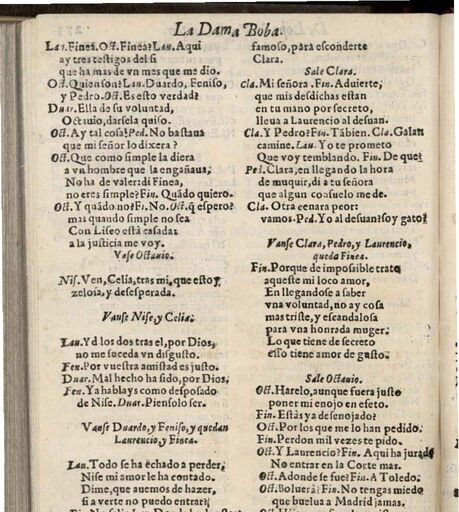 La Dama Boba.
Lau.Finea. Oct.Finea?Lau.Aqui
ay tres testigos del si
que ha mas de vn mes que me dio.
Oct.Quien son?Lau.Duardo, Feniso,
y Pedro. Oct.Es esto verdad?
Duar.Ella de su voluntad,
Octauio, darsela quiso.
Oct.Ay tal cosa?Ped.No bastaua
que mi señor lo dixera?
Oct.Que como simple la diera
a vn hombre que la engañaua;
No ha de valer: di Finea,
no eres simple?Fin.Quãdo quiero.
Oct.Y quãdo no?Fi.No.Oct.q̃ espero?
mas quando simple no sea
Con Liseo està casada:
a la justicia me voy.
Vase Octauio.
Nis.Ven, Celia, tras mi, que estoy
zelosa, y desesperada.
Vanse Nise, y Celia.
Lau.Yd los dos tras el, por Dios,
no me suceda vn disgusto.
Fen.Por vuestra amistad es justo.
Duar.Mal hecho ha sido, por Dios,
Fen.Ya hablays como desposado
de Nise. Duar.Piensolo ser.
Vanse Duardo, y Feniso, y quedan
Laurencio, y Finea.
Lau.Todo se ha echado a perder,
Nise mi amor le ha contado.
Dime, que auemos de hazer,
si a verte no puedo entrar?
famoso, para esconderte
Clara.
Sale Clara.
Cla.Mi señora. Fin.Aduierte,
que mis desdichas estan
en tu mano por secreto,
lleua a Laurencio al desuan.
Cla.Y Pedro?Fin.Tãbien.Cla.Galan
camine. Lau.Yo te prometo
Que voy temblando. Fin.De que?
Ped.Clara, en llegando la hora
de muquir, di a tu señora
que algun consuelo me de.
Cla.Otra cenara peor:
vamos.Ped.Yo al desuan?soy gato?
Vanse Clara, Pedro, y Laurencio,
queda Finea.
Fin.Porque de impossible trate
aqueste mi loco amor,
En llegandose a saber
vna voluntad, no ay cosa
mas triste, y escandalosa
para vna honrada muger:
Lo que tiene de secreto
esso tiene amor de gusto.
Sale Octauio.
Oct.Harelo, aunque fuera justo
poner mi enojo en efeto.
Fin.Estàs ya desenojado?
Oct.Por los que me lo han pedido.
Fin.Perdon mil vezes te pido.
Oct.Y Laurencio?Fin.Aqui ha jurado
No entrar en la Corte mas.
Oct.Adonde se fue?Fin.A Toledo.
Oct.Boluerà?Fin.No tengas miedo
que buelua a Madrid jamas.